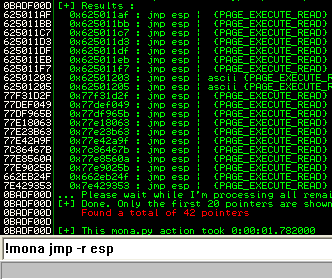 0BADF00D [+] Results :
625011AF 0x625011af : jmp esp | {PAGE_EXECUTE_READ}
625011BB 0x625011bb : jmp esp | {PAGE_EXECUTE_READ}
625011C7 0x625011c7 : jmp esp | {PAGE_EXECUTE_READ}
625011D3 0x625011d3 : jmp esp | {PAGE_EXECUTE_READ}
625011DF 0x625011df : jmp esp | {PAGE_EXECUTE_READ}
625011EB 0x625011eb : jmp esp | {PAGE_EXECUTE_READ}
625011F7 0x625011f7 : jmp esp | {PAGE_EXECUTE_READ}
62501203 0x62501203 : jmp esp | ascii {PAGE_EXECUTE_
62501205 0x62501205 : jmp esp | ascii {PAGE_EXECUTE_
77F31D2F 0x77f31d2f : jmp esp | {PAGE_EXECUTE_READ}
77DEF049 0x77def049 : jmp esp | {PAGE_EXECUTE_READ}
77DF965B 0x77df965b : jmp esp | {PAGE_EXECUTE_READ}
77E18063 0x77e18063 : jmp esp | {PAGE_EXECUTE_READ}
77E23B63 0x77e23b63 : jmp esp | {PAGE_EXECUTE_READ}
77E42A9F 0x77e42a9f : jmp esp | {PAGE_EXECUTE_READ}
7C86467B 0x7c86467b : jmp esp | {PAGE_EXECUTE_READ}
77E8560A 0x77e8560a : jmp esp | {PAGE_EXECUTE_READ}
77E9025B 0x77e9025b : jmp esp | {PAGE_EXECUTE_READ}
662EB24F 0x662eb24f : jmp esp | {PAGE_EXECUTE_READ}
7E429353 0x7e429353 : jmp esp | {PAGE_EXECUTE_READ}
0BADF00D ... Please wait while I'm processing all remai
0BADF00D [+] Done. Only the first 20 pointers are shown
0BADF00D Found a total of 42 pointers
0BADF00D
0BADF00D [+] This mona.py action took 0:00:01.782000
!mona jmp -r esp